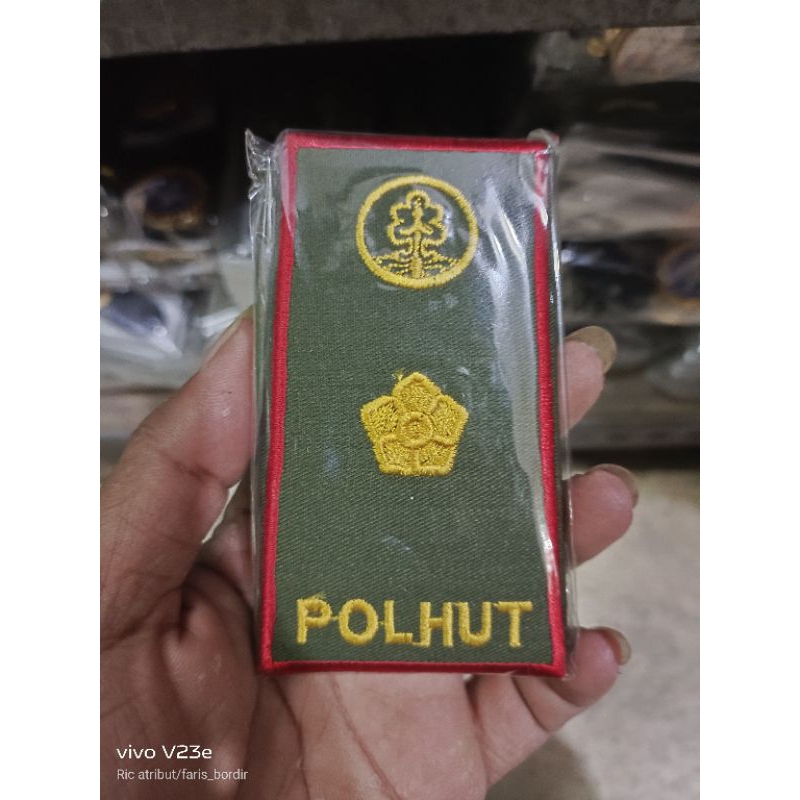 POLHUT
vivo V23e
Ric atribut/faris_bordir